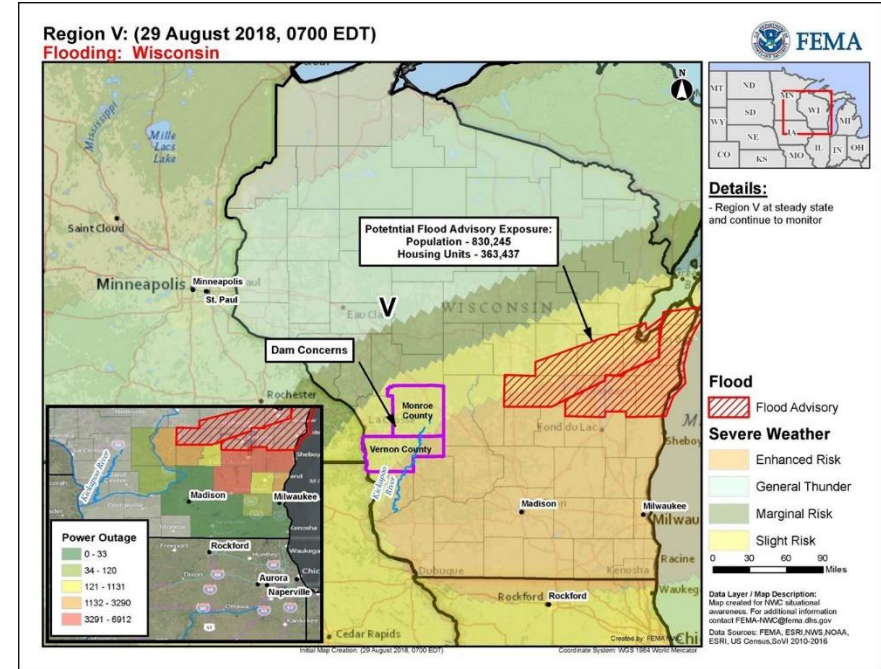 Region V: (29 August 2018, 0700 EDT)
Flooding: Wisconsin
FEMA
N
Mississippi
Mille
Lacs
Lake
Saint Cloud
Minneapolis
Minneapolis
St. Paul
Rochester
Eau
V
WISCONSIN
Potetntial Flood Advisory Exposure:
Population - 830,245
Housing Units - 363,437
Dam Concerns
Monroe
County
Vernon County
Kickapoo
River
Fond du Lac
Madison
Milwaukee
Milwau
Racine
Kenosha
Waukeg
Dubuque
Rockford
Rockford
Cedar Rapids
Chi
Sheboy
Created by: FEMA
Initial Map Creation: (29 August 2018, 0700 EDT)
Coordinate System: WGS 1984 World Mercator
Kickapoo River
Madison
Milwaukee
Sheboy
Kenosha
Waukega
Rockford
Aurora
Naperville
Power Outage
0 - 33
34 - 120
121 - 1131
1132 - 3290
3291 - 6912
MT
ND
MN
SD
WY
WI
MI
IA
NE
IL
IN
OH
CO
KS
MO
Details:
- Region V at steady state
and continue to monitor
Flood
Flood Advisory
Severe Weather
Enhanced Risk
General Thunder
Marginal Risk
Slight Risk
0 30 60 90
Miles
Data Layer / Map Description:
Map created for NWC situational
awareness. For additional information
contact FEMA-NWC@fema.dhs.gov
Data Sources: FEMA, ESRI,NWS,NOAA,
ESRI, US Census,SoVI 2010-2016